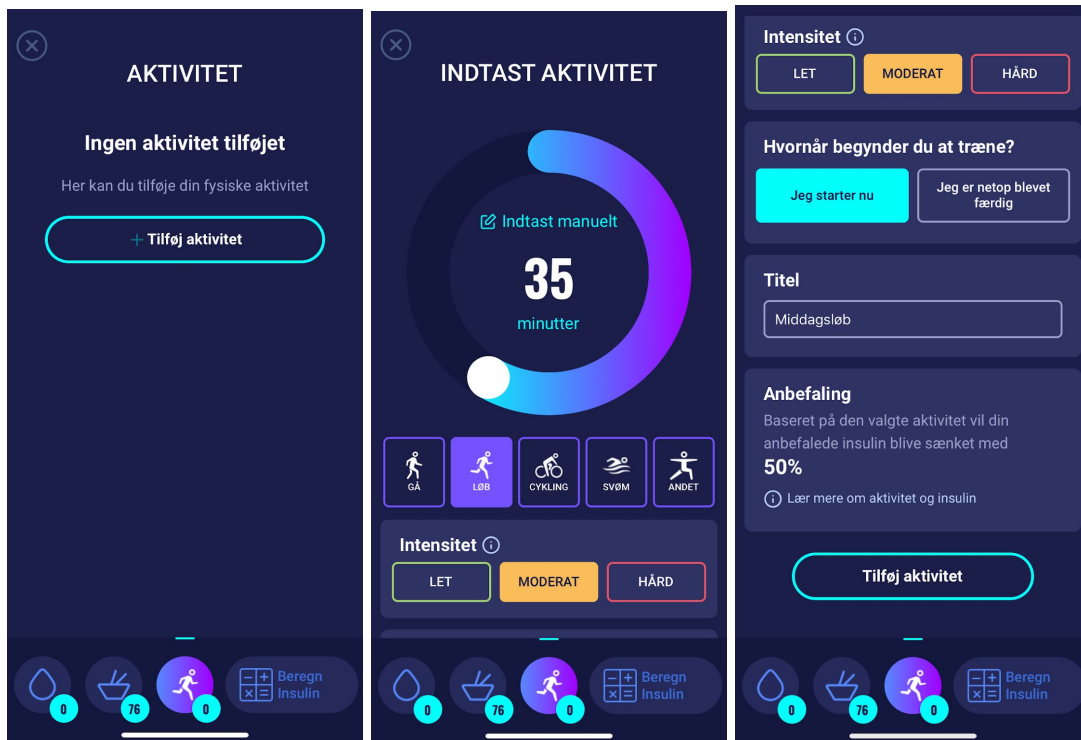 AKTIVITET
Ingen aktivitet tilføjet
Her kan du tilføje din fysiske aktivitet
+ Tilføj aktivitet
0
76
0
Beregn
Insulin
INDTAST AKTIVITET
Indtast manuelt
35
minutter
GÅ
LØB
CYKLING
SVØM
ANDET
Intensitet
LET
MODERAT
HÅRD
0
76
0
Beregn
Insulin
Intensitet
LET
MODERAT
HÅRD
Hvornår begynder du at træne?
Jeg starter nu
Jeg er netop blevet
færdig
Titel
Middagsløb
Anbefaling
Baseret på den valgte aktivitet vil din
anbefalede insulin blive sænket med
50%
Lær mere om aktivitet og insulin
Tilføj aktivitet
0
76
0
Beregn
Insulin